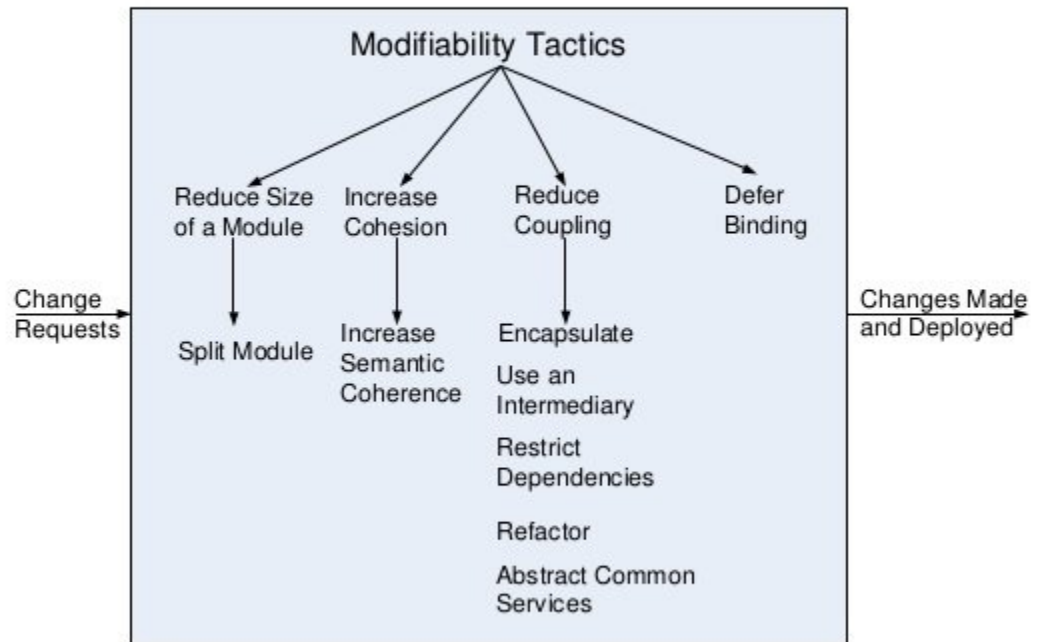 Modifiability Tactics
Reduce Size
of a Module
Increase
Cohesion
Reduce
Coupling
Defer
Binding
Change
Requests
Changes Made
and Deployed
Split Module
Increase
Semantic
Coherence
Encapsulate
Use an
Intermediary
Restrict
Dependencies
Refactor
Abstract Common
Services